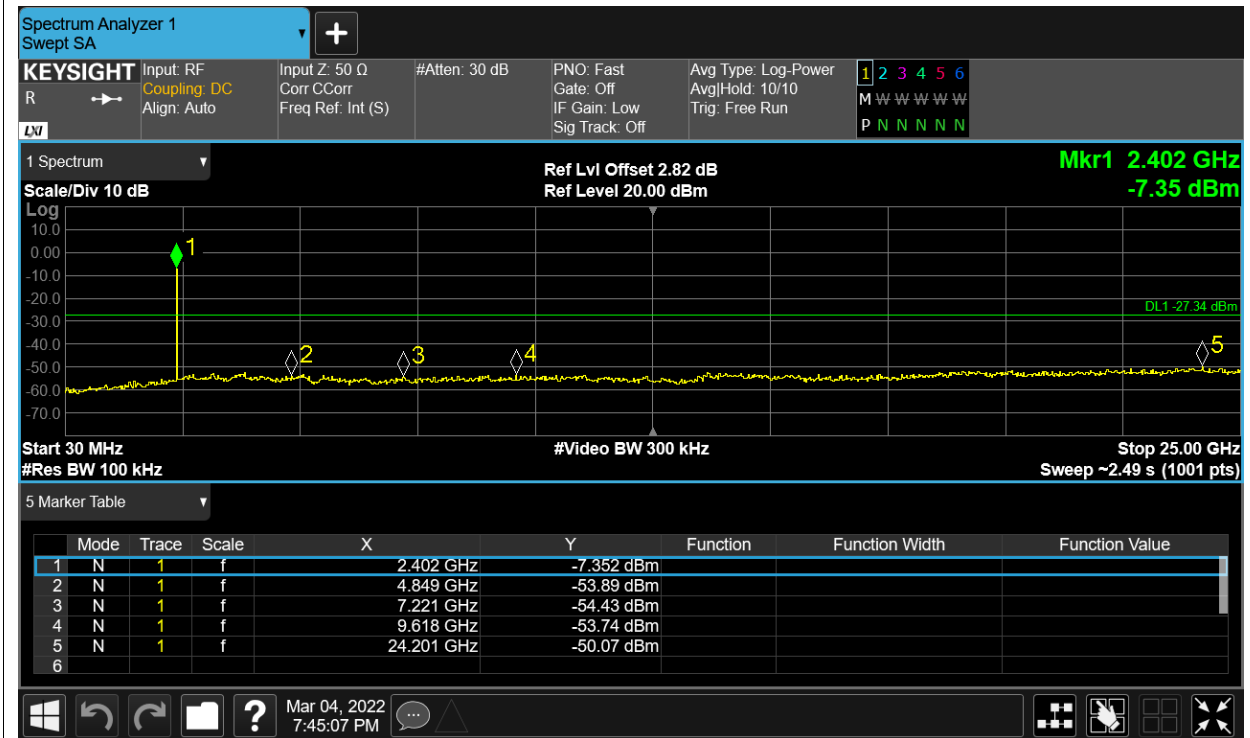 Spectrum Analyzer 1
Swept SA
KEYSIGHT
R
LXI
Input: RF
Coupling: DC
Align: Auto
Input Z: 50 Ω
Corr CCorr
Freq Ref: Int (S)
#Atten: 30 dB
PNO: Fast
Gate: Off
IF Gain: Low
Sig Track: Off
Avg Type: Log-Power
Avg|Hold: 10/10
Trig: Free Run
1 2 3 4 5 6
M W W W W W
P N N N N N
1 Spectrum
Scale/Div 10 dB
Ref Lvl Offset 2.82 dB
Ref Level 20.00 dBm
Mkr1 2.402 GHz
-7.35 dBm
Log
10.0
0.00
-10.0
-20.0
-30.0
-40.0
-50.0
-60.0
-70.0
1
2
3
4
5
DL1 -27.34 dBm
Start 30 MHz
#Res BW 100 kHz
#Video BW 300 kHz
Stop 25.00 GHz
Sweep ~2.49 s (1001 pts)
5 Marker Table
Mode Trace Scale X Y Function Function Width Function Value
1 N 1 f 2.402 GHz -7.352 dBm
2 N 1 f 4.849 GHz -53.89 dBm
3 N 1 f 7.221 GHz -54.43 dBm
4 N 1 f 9.618 GHz -53.74 dBm
5 N 1 f 24.201 GHz -50.07 dBm
6
?
Mar 04, 2022
7:45:07 PM